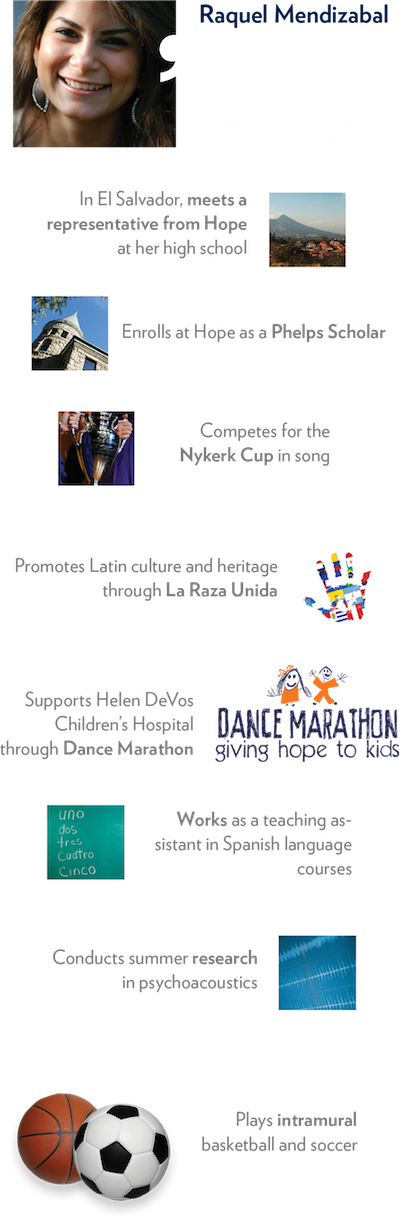 Raquel Mendizabal
In El Salvador, meets a
representative from Hope
at her high school
Enrolls at Hope as a Phelps Scholar
Competes for the
Nykerk Cup in song
Promotes Latin culture and heritage
through La Raza Unida
Supports Helen DeVos
Children's Hospital
through Dance Marathon
DANCE MARATHON
giving hope to kids
uno
dos
tres
cuatro
cinco
Works as a teaching as-
sistant in Spanish language
courses
Conducts summer research
in psychoacoustics
Plays intramural
basketball and soccer